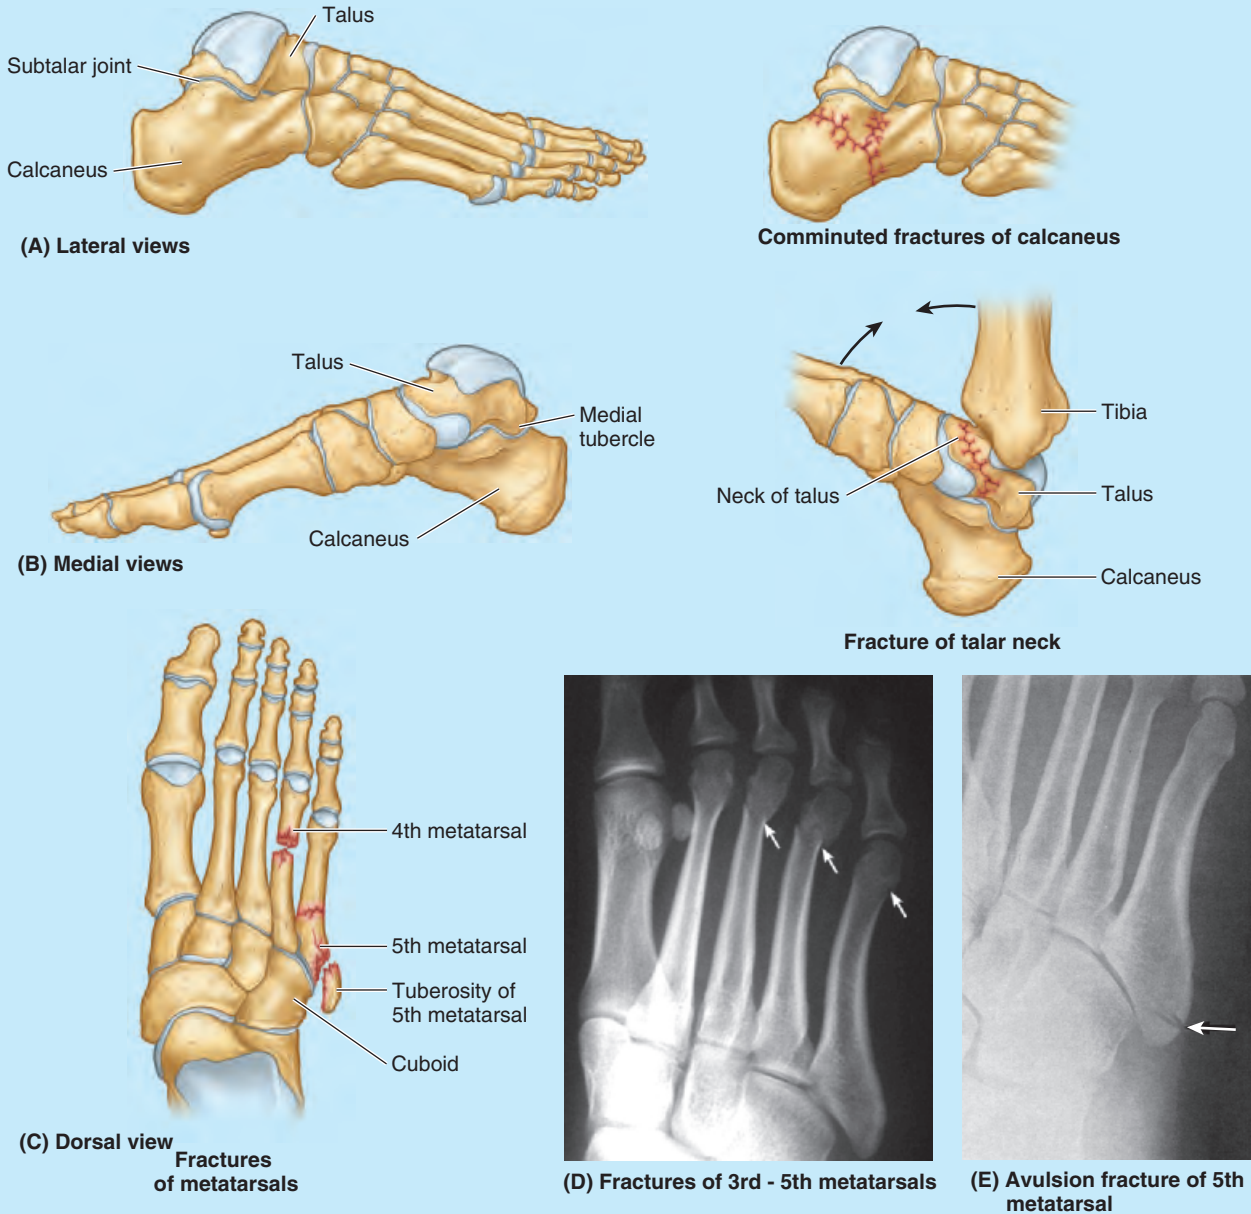 Talus
Subtalar joint
Calcaneus
(A) Lateral views
Comminuted fractures of calcaneus
Talus
Medial
tubercle
Calcaneus
(B) Medial views
Tibia
Neck of talus
Talus
Calcaneus
Fracture of talar neck
4th metatarsal
5th metatarsal
Tuberosity of
5th metatarsal
Cuboid
(C) Dorsal view
Fractures
of metatarsals
(D) Fractures of 3rd - 5th metatarsals
(E) Avulsion fracture of 5th
metatarsal